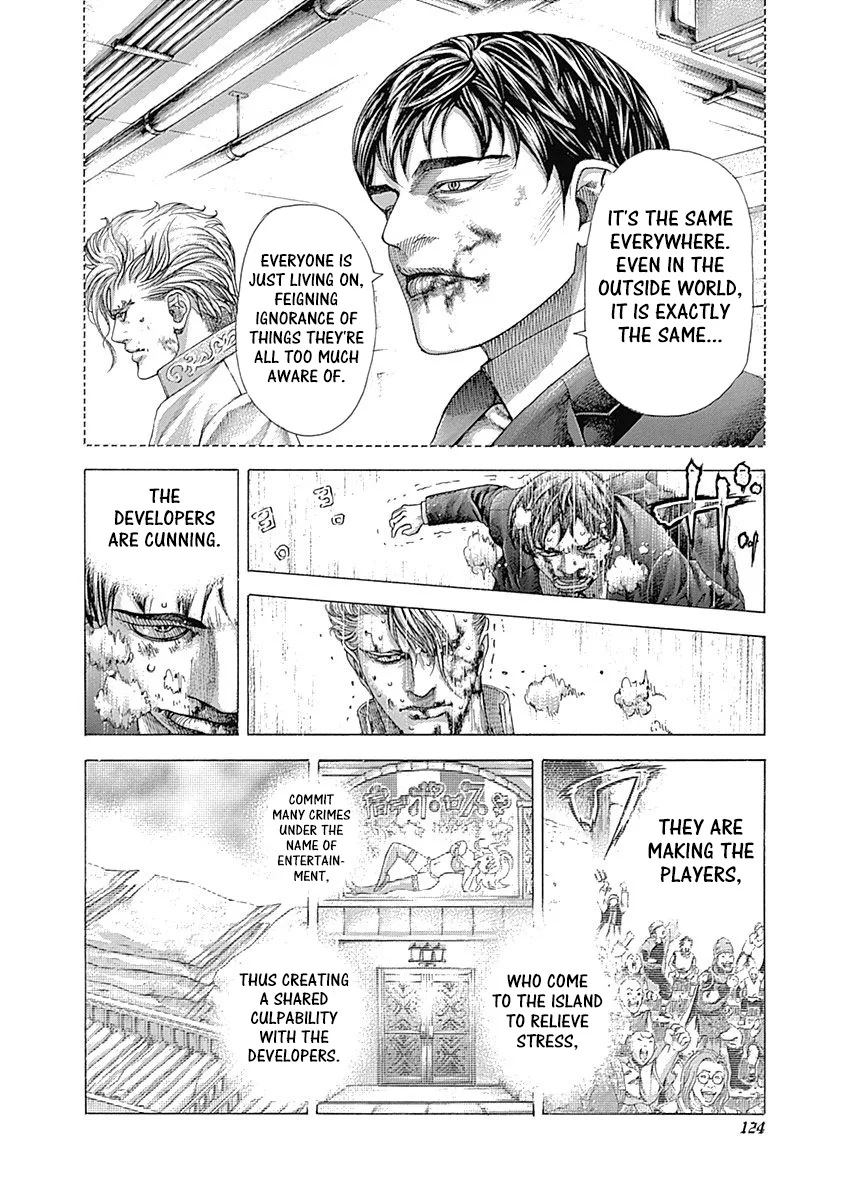 IT'S THE SAME
EVERYWHERE.
EVEN IN THE
OUTSIDE WORLD,
IT IS EXACTLY
THE SAME...
EVERYONE IS
JUST LIVING ON,
FEIGNING
IGNORANCE OF
THINGS THEY'RE
ALL TOO MUCH
AWARE OF.
THE
DEVELOPERS
ARE CUNNING.
THEY ARE
MAKING THE
PLAYERS,
WHO COME
TO THE ISLAND
TO RELIEVE
STRESS,
COMMIT
MANY CRIMES
UNDER THE
NAME OF
ENTERTAIN-
MENT,
THUS CREATING
A SHARED
CULPABILITY
WITH THE
DEVELOPERS.
124